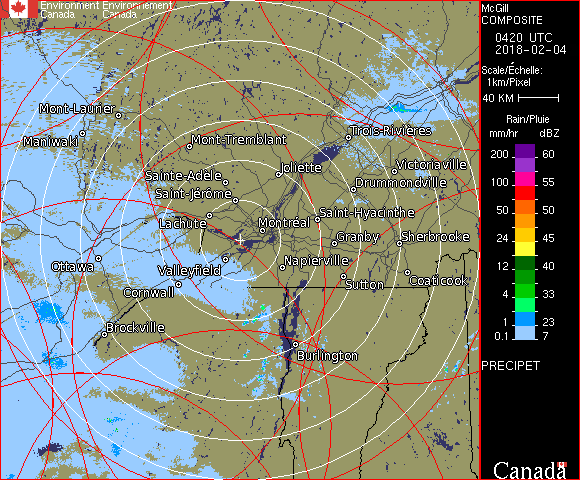 Environment Environnement
Canada Canada
McGill
COMPOSITE
0420 UTC
2018-02-04
Scale/Échelle:
1km/Pixel
40 KM
Rain/Pluie
mm/hr dBZ
200 60
100 55
50 50
24 45
12 40
4 33
1 23
0.1 7
PRECIPET
Canada
Mont-Laurier
Maniwaki
Mont-Tremblant
Trois-Rivières
Joliette
Victoriaville
Sainte-Adèle
Drummondville
Saint-Jérôme
Lachute
Saint-Hyacinthe
Montréal
Granby
Sherbrooke
Ottawa
Valleyfield
Napierville
Sutton
Coaticook
Cornwall
Brockville
Burlington